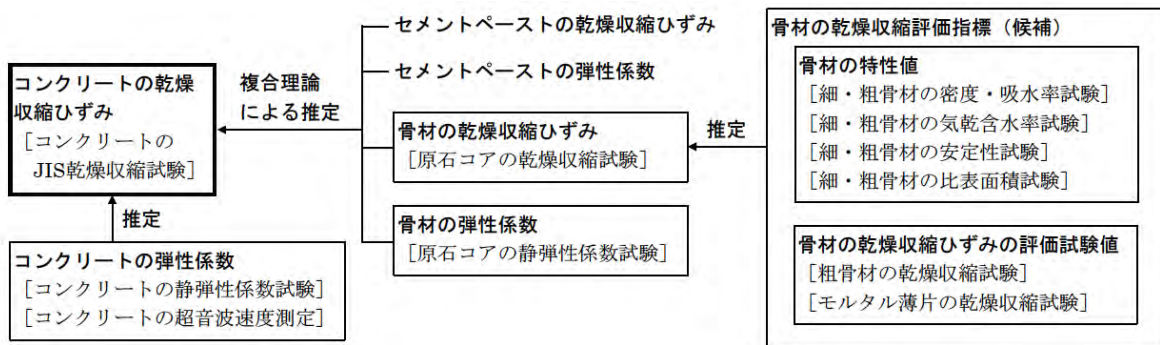 コンクリートの乾燥
収縮ひずみ
［コンクリートの
JIS乾燥収縮試験］
推定
コンクリートの弾性係数
［コンクリートの静弾性係数試験］
［コンクリートの超音波速度測定］
複合理論
による推定
セメントペーストの乾燥収縮ひずみ
セメントペーストの弾性係数
骨材の乾燥収縮ひずみ
［原石コアの乾燥収縮試験］
骨材の弾性係数
［原石コアの静弾性係数試験］
推定
骨材の乾燥収縮評価指標（候補）
骨材の特性値
［細・粗骨材の密度・吸水率試験］
［細・粗骨材の気乾含水率試験］
［細・粗骨材の安定性試験］
［細・粗骨材の比表面積試験］
骨材の乾燥収縮ひずみの評価試験値
［粗骨材の乾燥収縮試験］
［モルタル薄片の乾燥収縮試験］